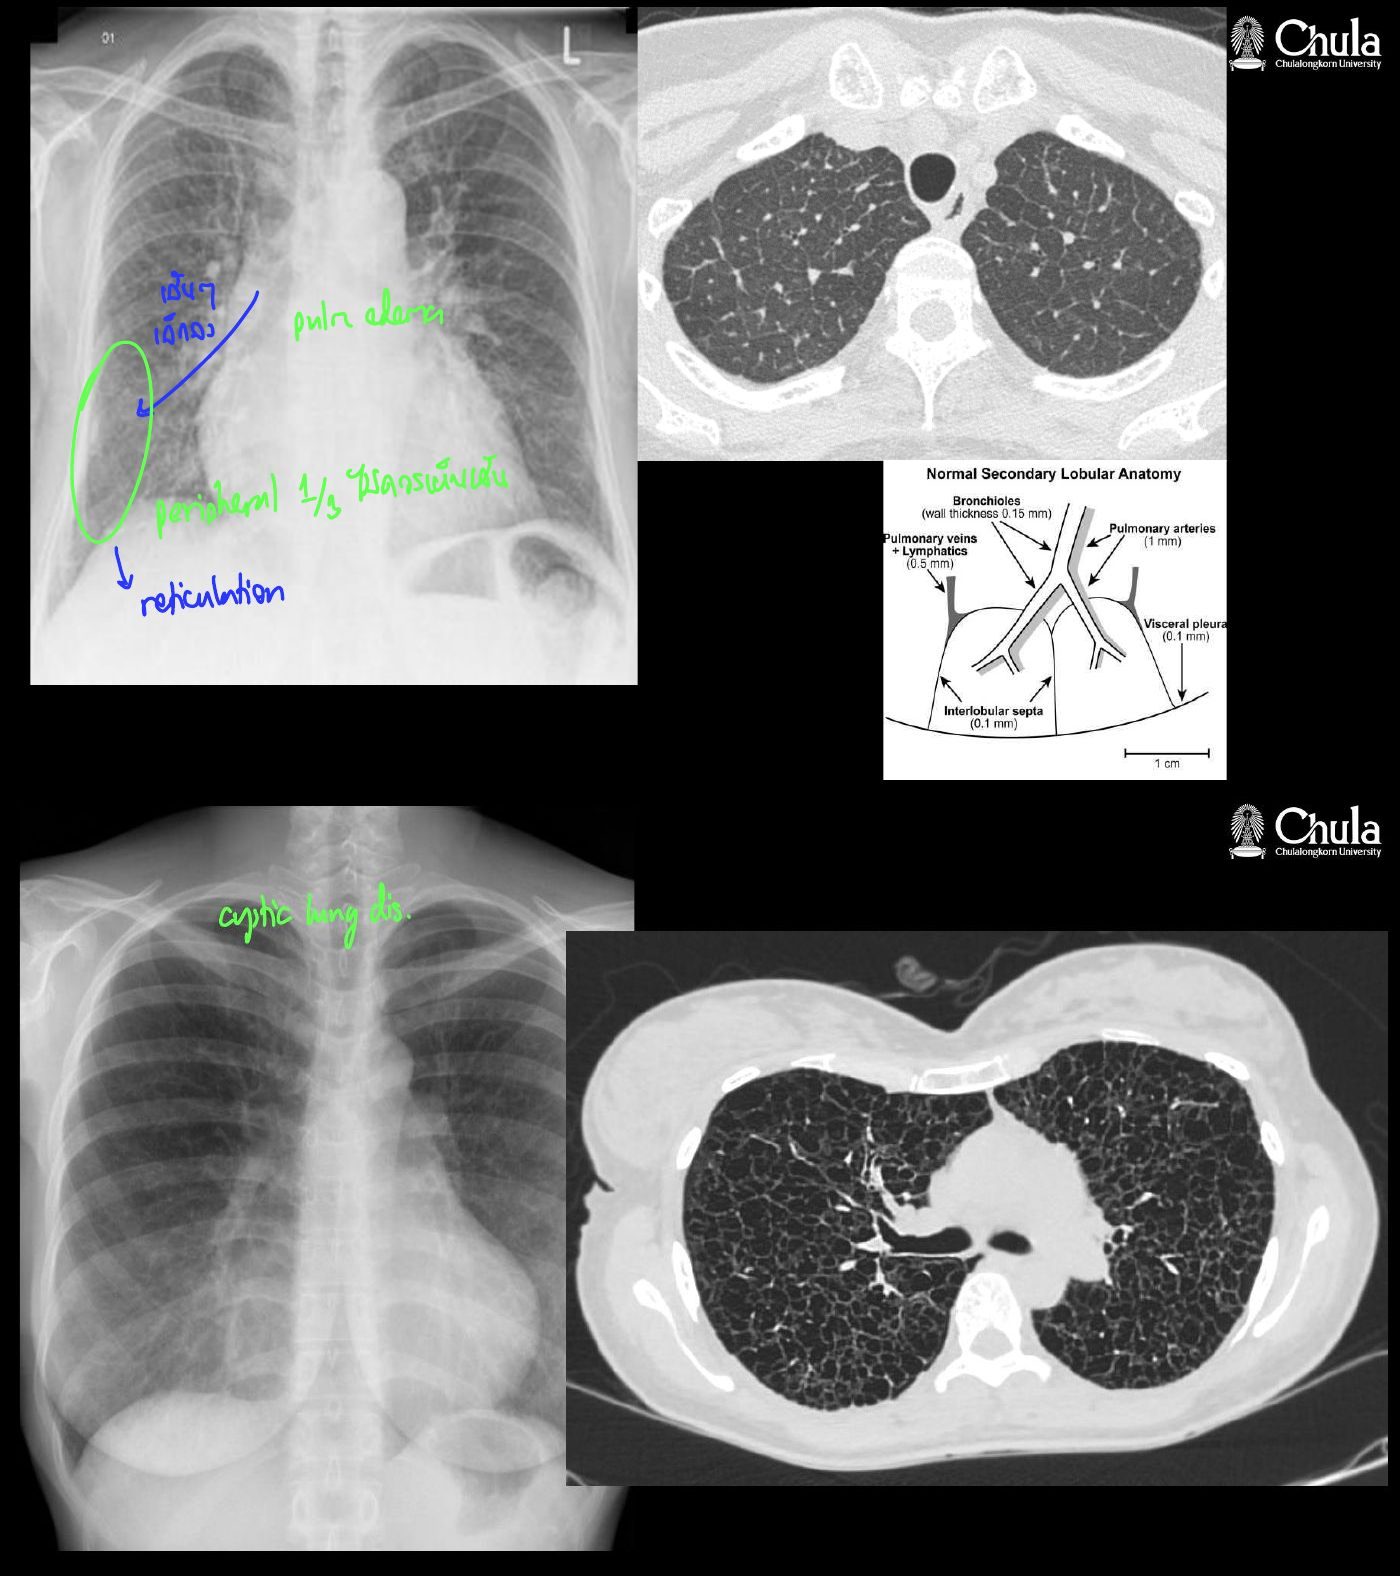 01
L
Chula
Chulalongkorn University
เส้นๆ
เล็กลง
pulm edema
peripheral 1/3 ไม่ควรเห็นเส้น
reticulation
Normal Secondary Lobular Anatomy
Bronchioles
(wall thickness 0.15 mm)
Pulmonary arteries
(1 mm)
Pulmonary veins
+ Lymphatics
(0.5 mm)
Visceral pleura
(0.1 mm)
Interlobular septa
(0.1 mm)
1 cm
Chula
Chulalongkorn University
cystic lung dis.